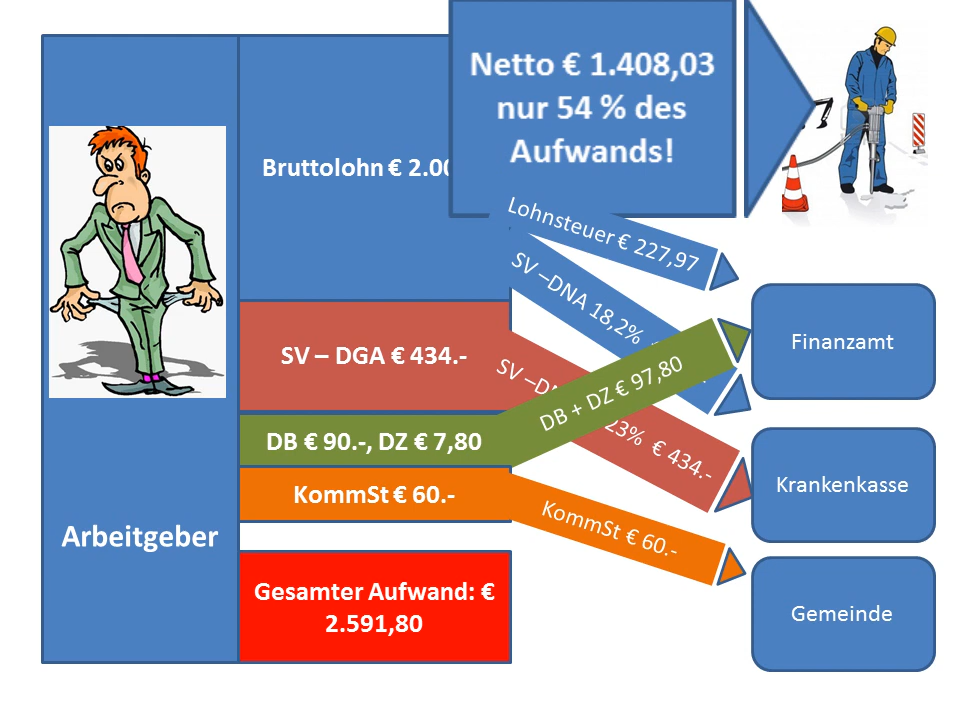 Netto € 1.408,03
nur 54 % des
Aufwands!
Bruttolohn € 2.00
Lohnsteuer € 227,97
SV –DNA 18,2%
Finanzamt
SV – DGA € 434.-
DB + DZ € 97,80
SV 23% € 434.-
DB € 90.-, DZ € 7,80
Krankenkasse
KommSt € 60.-
KommSt € 60.-
Arbeitgeber
Gesamter Aufwand: €
2.591,80
Gemeinde